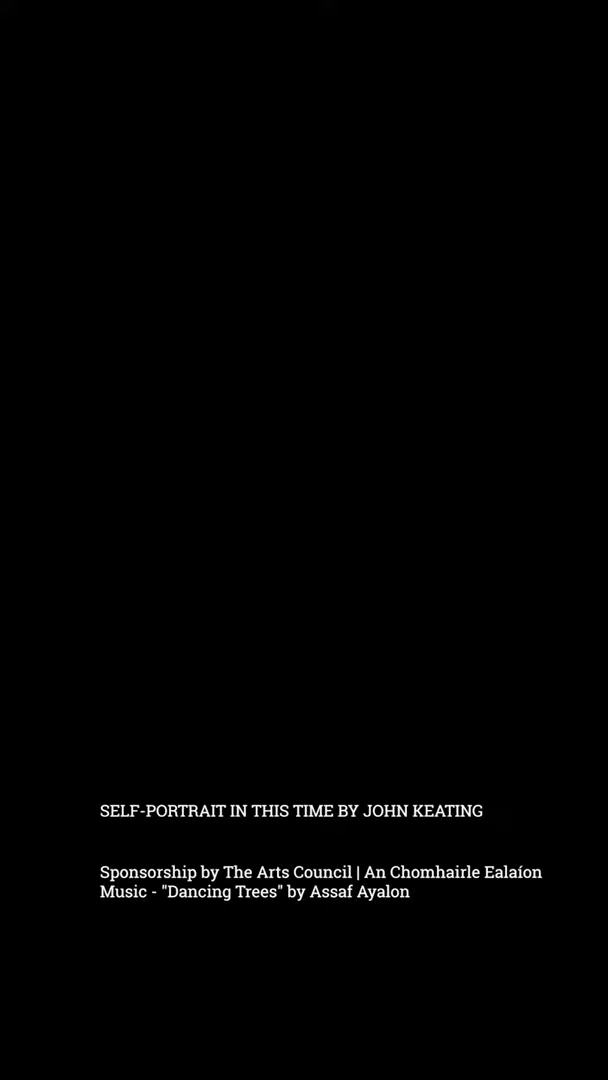 SELF-PORTRAIT IN THIS TIME BY JOHN KEATING
Sponsorship by The Arts Council | An Chomhairle Ealaíon
Music - "Dancing Trees" by Assaf Ayalon